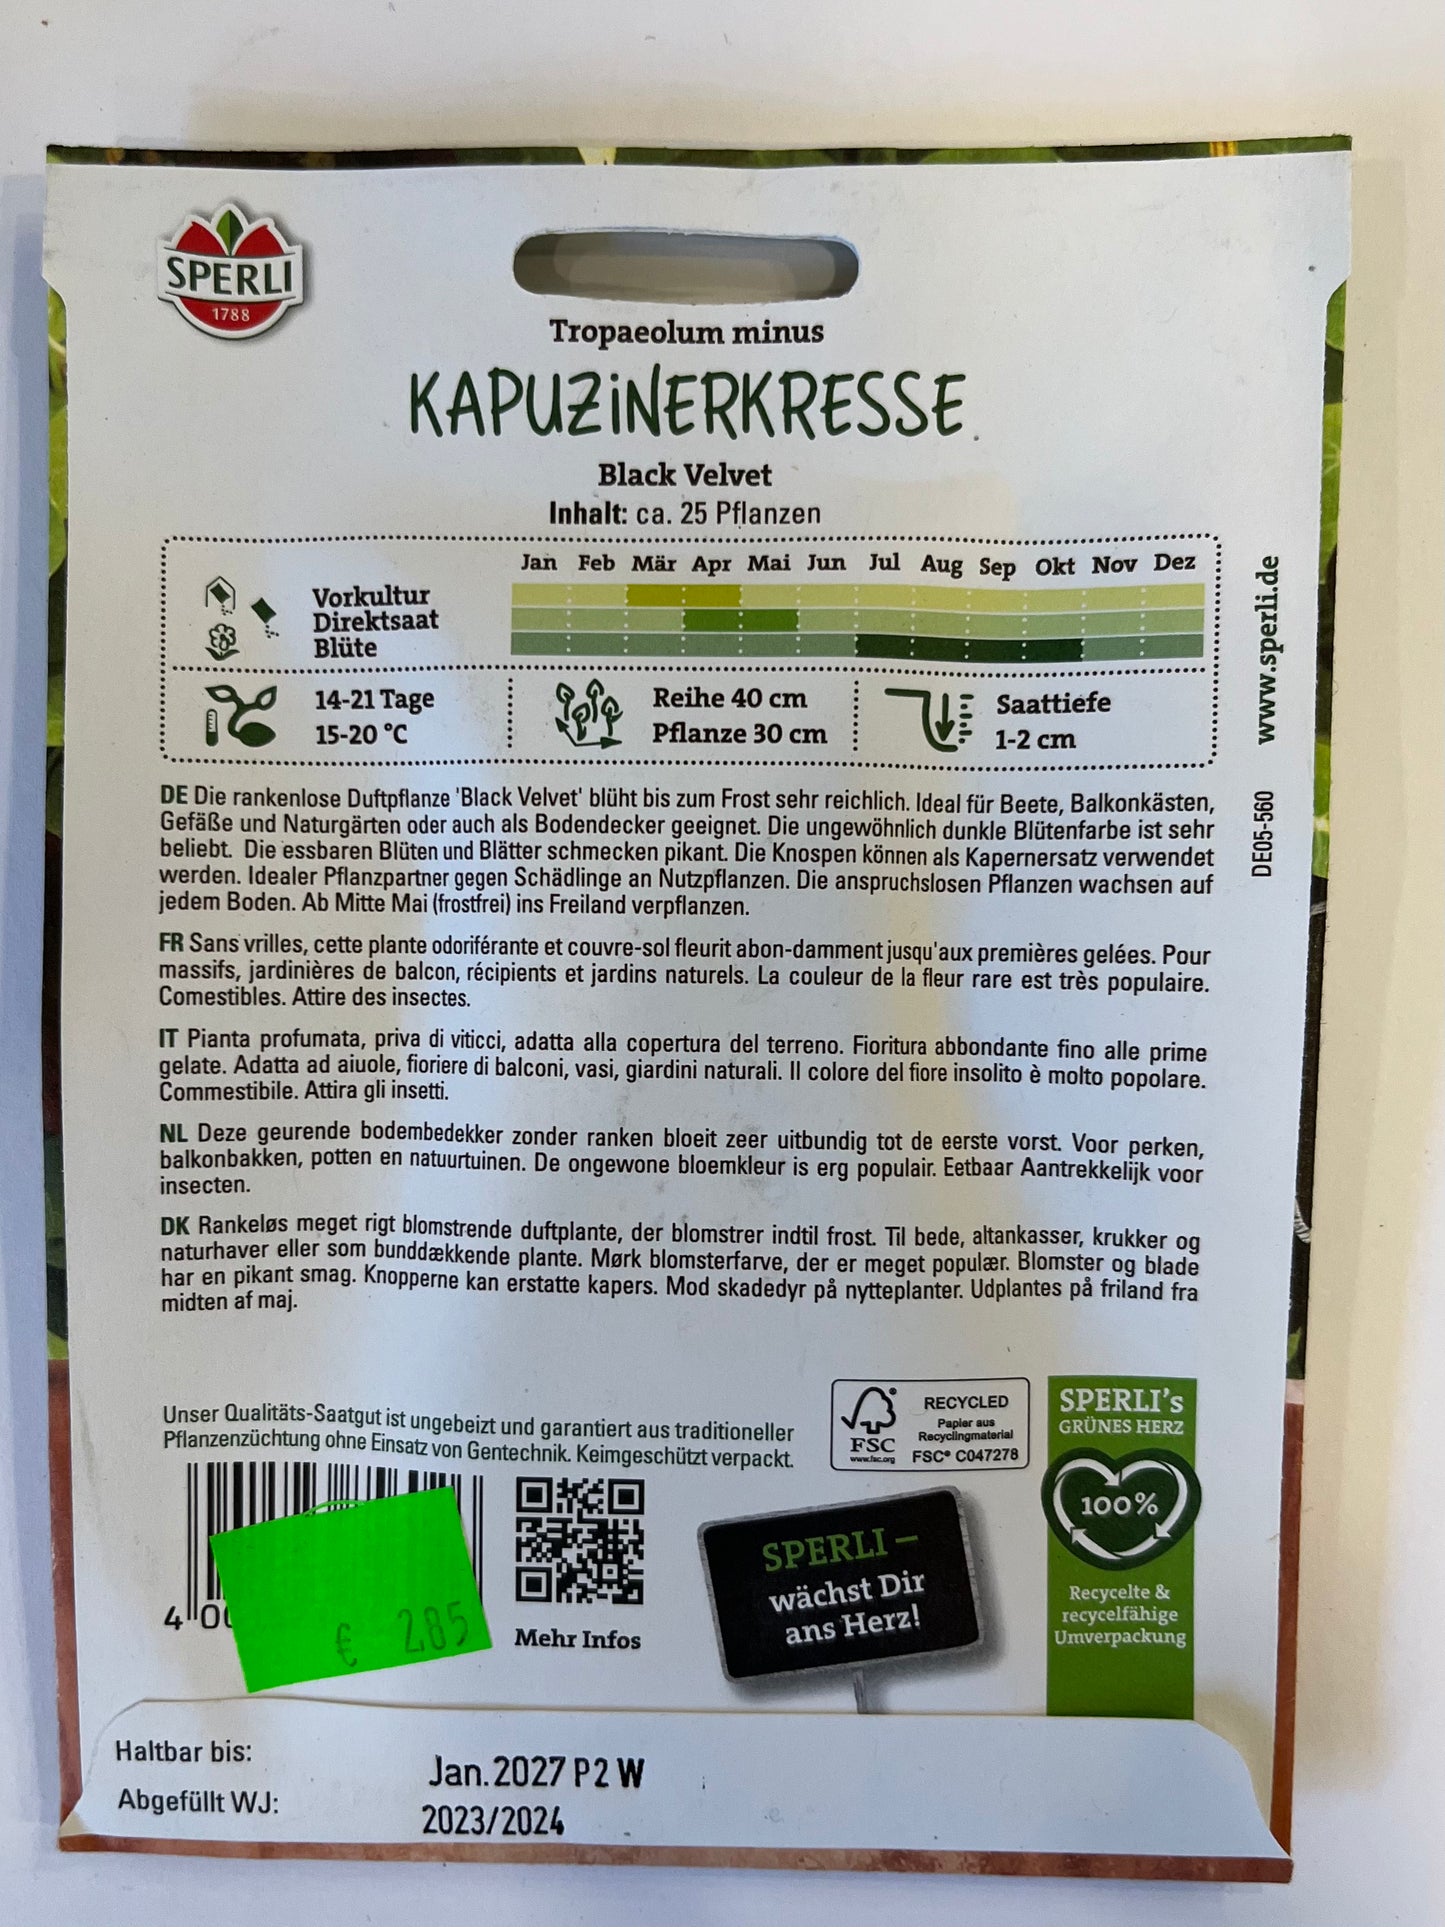 SPERLI
1788
Tropaeolum minus
KAPUZiNERKRESSE
Black Velvet
Inhalt: ca. 25 Pflanzen
Jan Feb Mär Apr Mai Jun Jul Aug Sep Okt Nov Dez
Vorkultur
Direktsaat
Blüte
14-21 Tage
15-20 °C
Reihe 40 cm
Pflanze 30 cm
Saattiefe
1-2 cm
www.sperli.de
DE05-560
DE Die rankenlose Duftpflanze 'Black Velvet' blüht bis zum Frost sehr reichlich. Ideal für Beete, Balkonkästen,
Gefäße und Naturgärten oder auch als Bodendecker geeignet. Die ungewöhnlich dunkle Blütenfarbe ist sehr
beliebt. Die essbaren Blüten und Blätter schmecken pikant. Die Knospen können als Kapernersatz verwendet
werden. Idealer Pflanzpartner gegen Schädlinge an Nutzpflanzen. Die anspruchslosen Pflanzen wachsen auf
jedem Boden. Ab Mitte Mai (frostfrei) ins Freiland verpflanzen.
FR Sans vrilles, cette plante odoriférante et couvre-sol fleurit abon-damment jusqu'aux premières gelées. Pour
massifs, jardinières de balcon, récipients et jardins naturels. La couleur de la fleur rare est très populaire.
Comestibles. Attire des insectes.
IT Pianta profumata, priva di viticci, adatta alla copertura del terreno. Fioritura abbondante fino alle prime
gelate. Adatta ad aiuole, fioriere di balconi, vasi, giardini naturali. Il colore del fiore insolito è molto popolare.
Commestibile. Attira gli insetti.
NL Deze geurende bodembedekker zonder ranken bloeit zeer uitbundig tot de eerste vorst. Voor perken,
balkonbakken, potten en natuurtuinen. De ongewone bloemkleur is erg populair. Eetbaar Aantrekkelijk voor
insecten.
DK Rankeløs meget rigt blomstrende duftplante, der blomstrer indtil frost. Til bede, altankasser, krukker og
naturhaver eller som bunddækkende plante. Mørk blomsterfarve, der er meget populær. Blomster og blade
har en pikant smag. Knopperne kan erstatte kapers. Mod skadedyr på nytteplanter. Udplantes på friland fra
midten af maj.
Unser Qualitäts-Saatgut ist ungebeizt und garantiert aus traditioneller
Pflanzenzüchtung ohne Einsatz von Gentechnik. Keimgeschützt verpackt.
FSC
www.fsc.org
RECYCLED
Papier aus
Recyclingmaterial
FSC® C047278
SPERLI's
GRÜNES HERZ
100%
Recycelte &
recycelfähige
Umverpackung
4 00
€ 2,85
Mehr Infos
SPERLI –
wächst Dir
ans Herz!
Haltbar bis: Jan.2027 P2 W
Abgefüllt WJ: 2023/2024